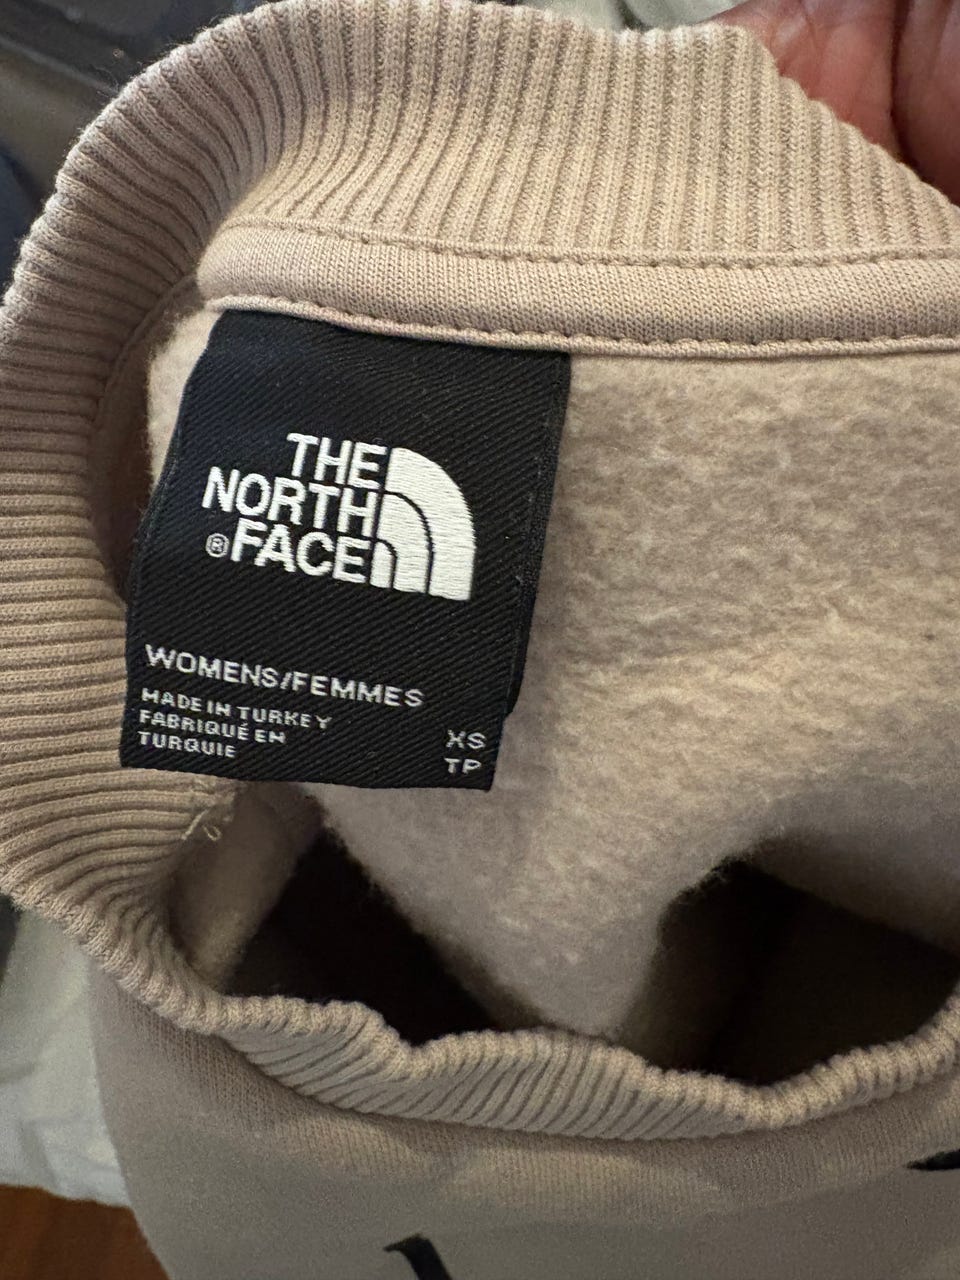 THE
NORTH
®FACE
WOMENS/FEMMES
MADE IN TURKEY
FABRIQUÉ EN
TURQUIE
XS
TP